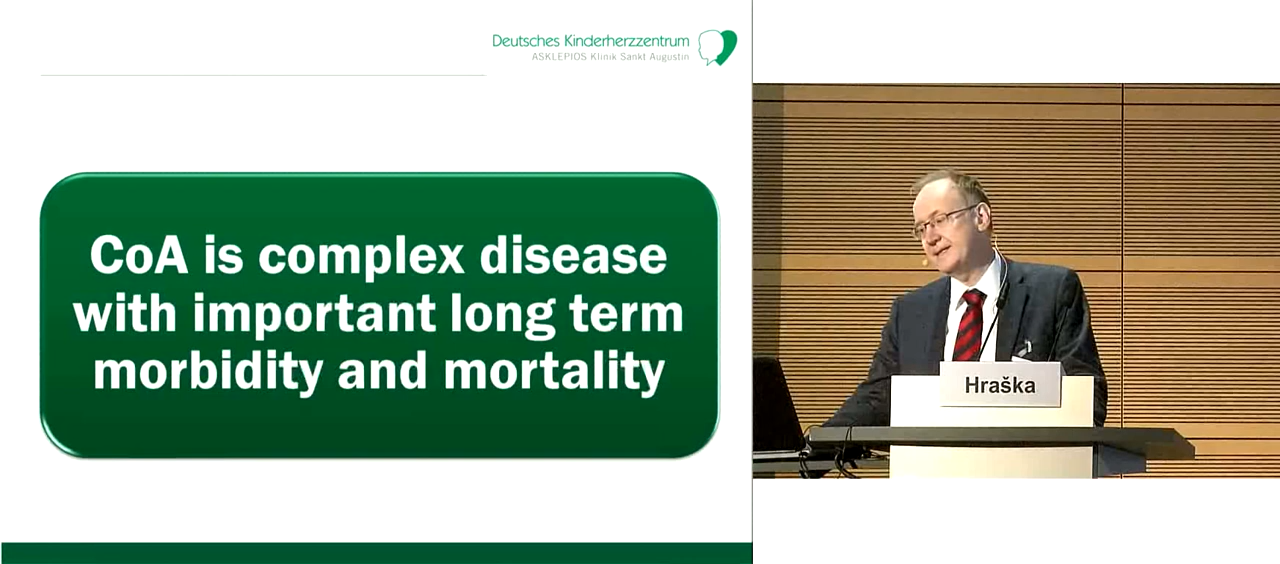 Deutsches Kinderherzzentrum
ASKLEPIOS Klinik Sankt Augustin
CoA is complex disease
with important long term
morbidity and mortality
Hraška